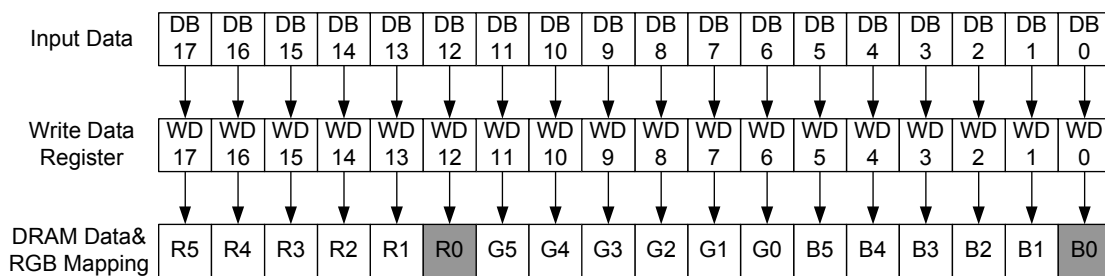 Input Data
DB 17 DB 16 DB 15 DB 14 DB 13 DB 12 DB 11 DB 10 DB 9 DB 8 DB 7 DB 6 DB 5 DB 4 DB 3 DB 2 DB 1 DB 0
Write Data
Register
WD 17 WD 16 WD 15 WD 14 WD 13 WD 12 WD 11 WD 10 WD 9 WD 8 WD 7 WD 6 WD 5 WD 4 WD 3 WD 2 WD 1 WD 0
DRAM Data&
RGB Mapping
R5 R4 R3 R2 R1 R0 G5 G4 G3 G2 G1 G0 B5 B4 B3 B2 B1 B0